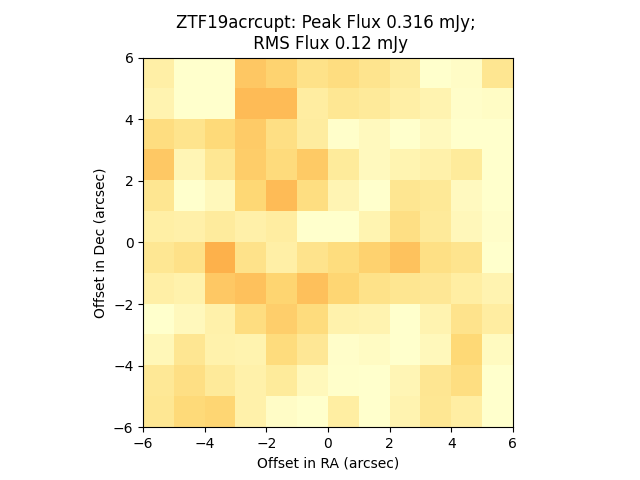 ZTF19acrcupt: Peak Flux 0.316 mJy;
RMS Flux 0.12 mJy
6
4
2
0
−2
−4
−6
Offset in Dec (arcsec)
−6 −4 −2 0 2 4 6
Offset in RA (arcsec)